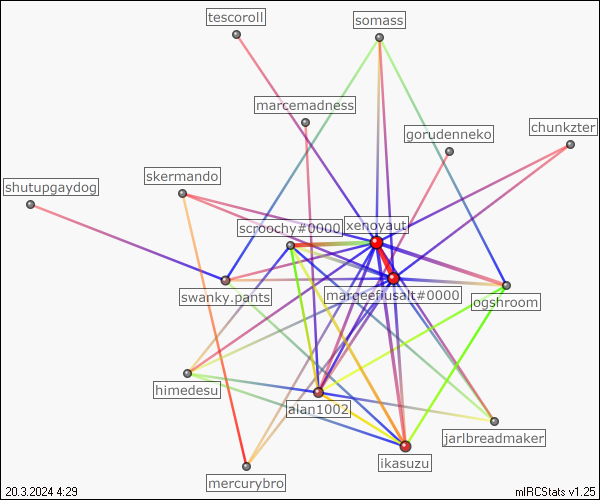 tescoroll
somass
marcemadness
chunkzter
gorudenneko
skermando
shutupgaydog
scroochy#0000
xenoyaut
swanky.pants
marqeefiusalt#0000
ogshroom
himedesu
alan1002
jarlbreadmaker
ikasuzu
mercurybro
20.3.2024 4:29
mIRCStats v1.25